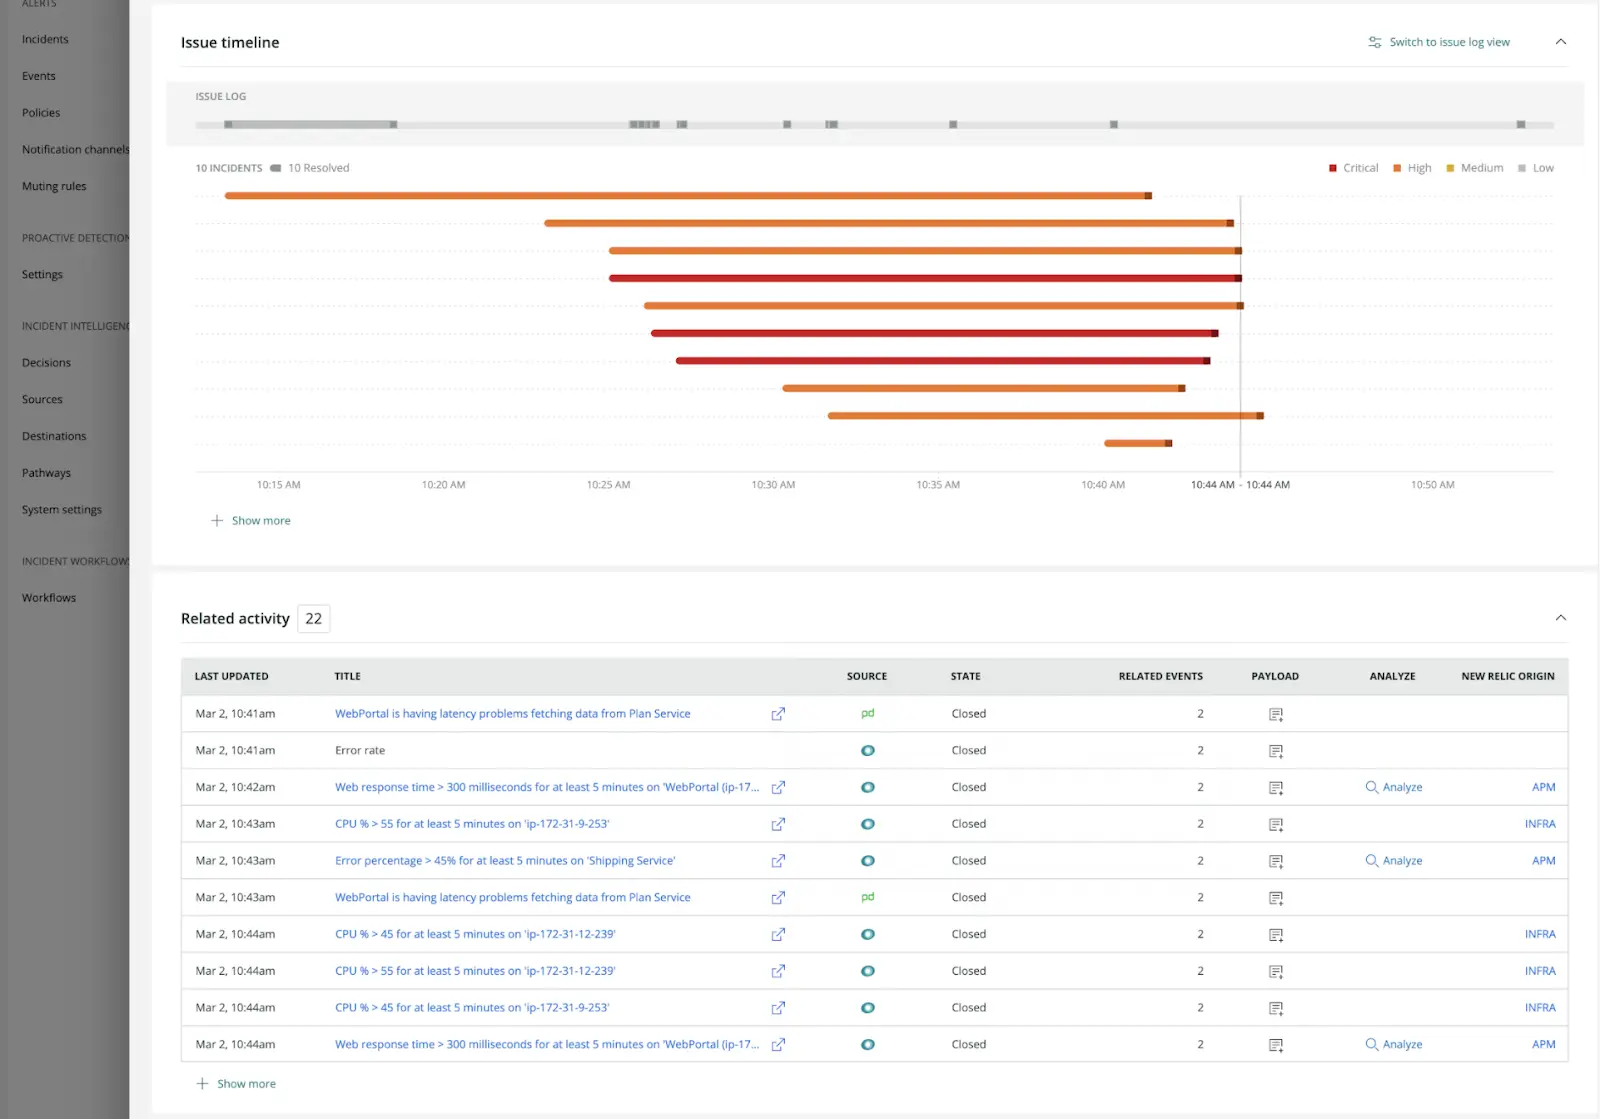 ALERTS
Incidents
Events
Policies
Notification channels
Muting rules
PROACTIVE DETECTION
Settings
INCIDENT INTELLIGENC
Decisions
Sources
Destinations
Pathways
System settings
INCIDENT WORKFLOWS
Workflows
Issue timeline
Switch to issue log view
ISSUE LOG
10 INCIDENTS 10 Resolved
Critical High Medium Low
10:15 AM 10:20 AM 10:25 AM 10:30 AM 10:35 AM 10:40 AM 10:44 AM - 10:44 AM 10:50 AM
Show more
Related activity 22
LAST UPDATED TITLE SOURCE STATE RELATED EVENTS PAYLOAD ANALYZE NEW RELIC ORIGIN
Mar 2, 10:41am WebPortal is having latency problems fetching data from Plan Service pd Closed 2
Mar 2, 10:41am Error rate Closed 2
Mar 2, 10:42am Web response time > 300 milliseconds for at least 5 minutes on 'WebPortal (ip-17... Closed 2 Analyze APM
Mar 2, 10:43am CPU % > 55 for at least 5 minutes on 'ip-172-31-9-253' Closed 2 INFRA
Mar 2, 10:43am Error percentage > 45% for at least 5 minutes on 'Shipping Service' Closed 2 Analyze APM
Mar 2, 10:43am WebPortal is having latency problems fetching data from Plan Service pd Closed 2
Mar 2, 10:44am CPU % > 45 for at least 5 minutes on 'ip-172-31-12-239' Closed 2 INFRA
Mar 2, 10:44am CPU % > 55 for at least 5 minutes on 'ip-172-31-12-239' Closed 2 INFRA
Mar 2, 10:44am CPU % > 45 for at least 5 minutes on 'ip-172-31-9-253' Closed 2 INFRA
Mar 2, 10:44am Web response time > 300 milliseconds for at least 5 minutes on 'WebPortal (ip-17... Closed 2 Analyze APM
Show more